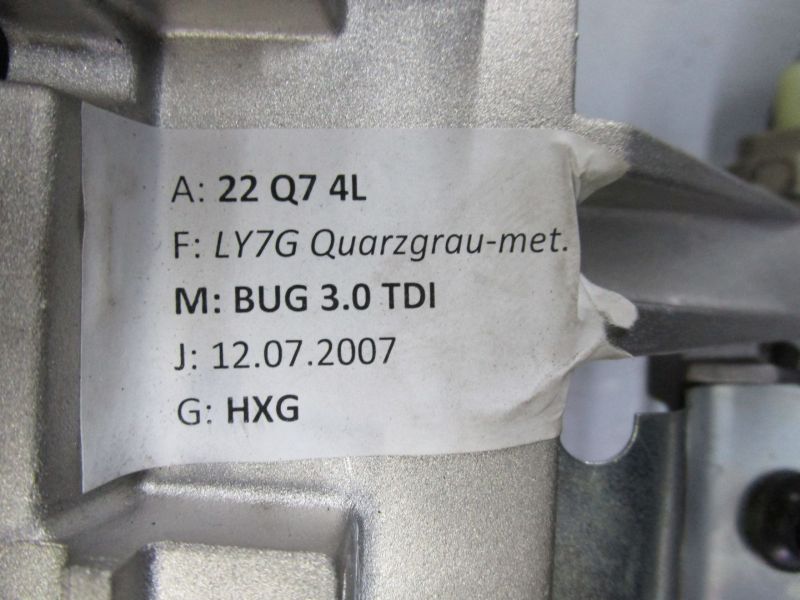 A: 22 Q7 4L
F: LY7G Quarzgrau-met.
M: BUG 3.0 TDI
J: 12.07.2007
G: HXG